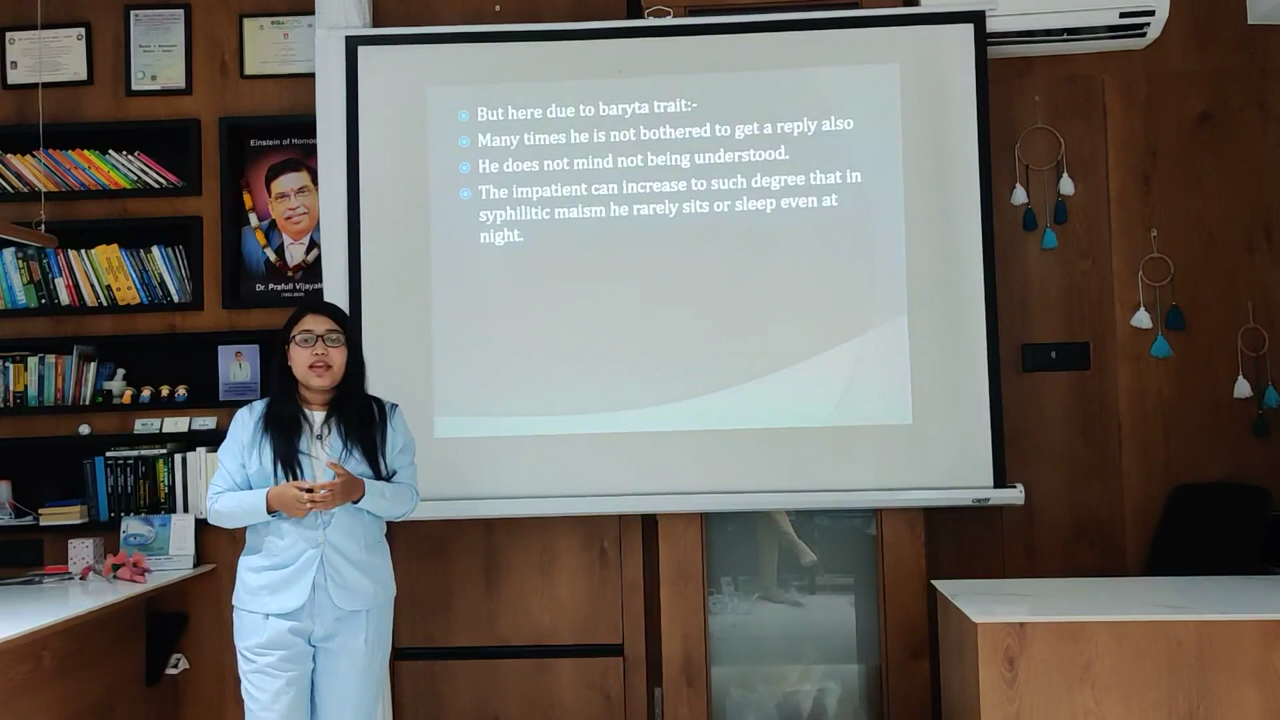 But here due to baryta trait:-
Many times he is not bothered to get a reply also
He does not mind not being understood.
The impatient can increase to such degree that in
syphilitic maism he rarely sits or sleep even at
night.
Einstein of Homoe
Dr. Prafull Vijayak